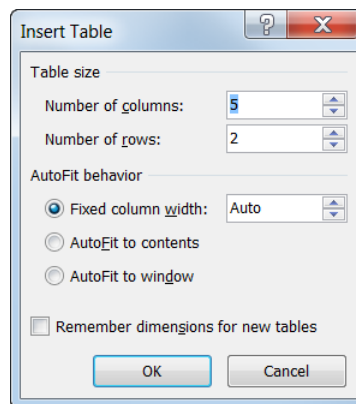 Insert Table
Table size
Number of columns: 5
Number of rows: 2
AutoFit behavior
Fixed column width: Auto
AutoFit to contents
AutoFit to window
Remember dimensions for new tables
OK Cancel